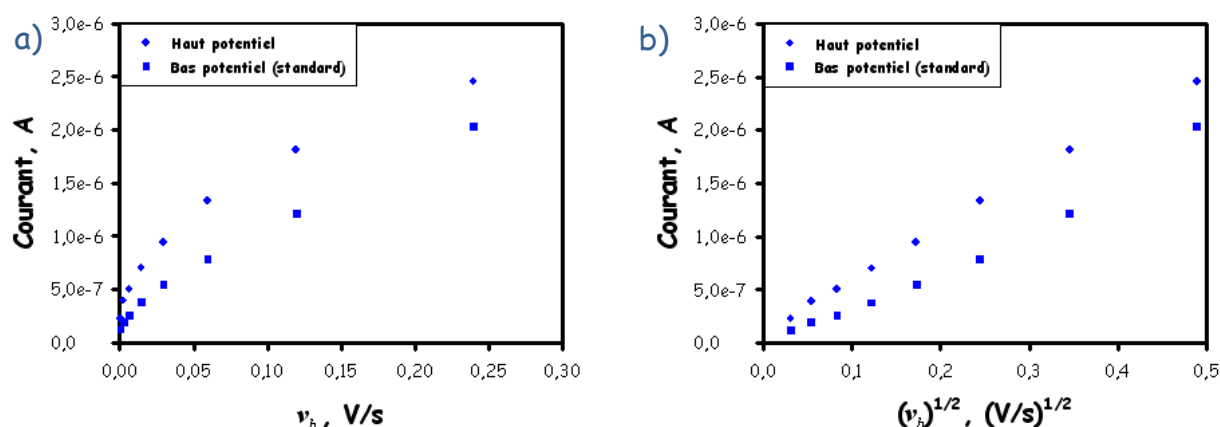 a)
3,0e-6
2,5e-6
2,0e-6
1,5e-6
1,0e-6
5,0e-7
0,0
Courant, A
Haut potentiel
Bas potentiel (standard)
0,00 0,05 0,10 0,15 0,20 0,25 0,30
v_b, V/s
b)
3,0e-6
2,5e-6
2,0e-6
1,5e-6
1,0e-6
5,0e-7
0,0
Courant, A
Haut potentiel
Bas potentiel (standard)
0,0 0,1 0,2 0,3 0,4 0,5
(v_b)^1/2, (V/s)^1/2